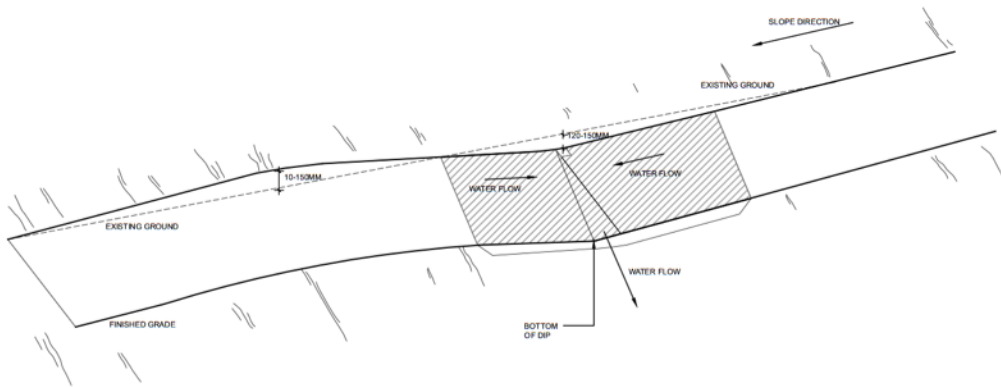 SLOPE DIRECTION
EXISTING GROUND
120-150MM
WATER FLOW
WATER FLOW
10-150MM
EXISTING GROUND
WATER FLOW
FINISHED GRADE
BOTTOM
OF DIP